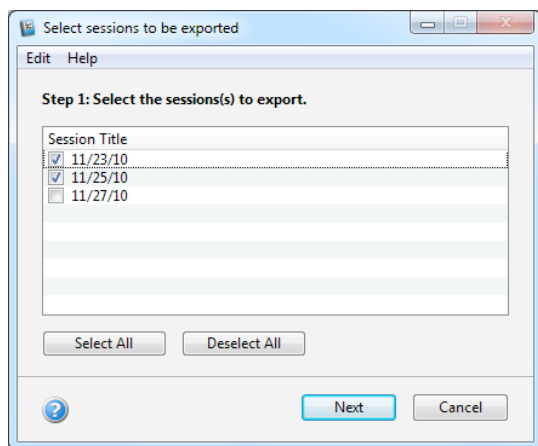 Select sessions to be exported
Edit Help
Step 1: Select the sessions(s) to export.
Session Title
11/23/10
11/25/10
11/27/10
Select All Deselect All
? Next Cancel